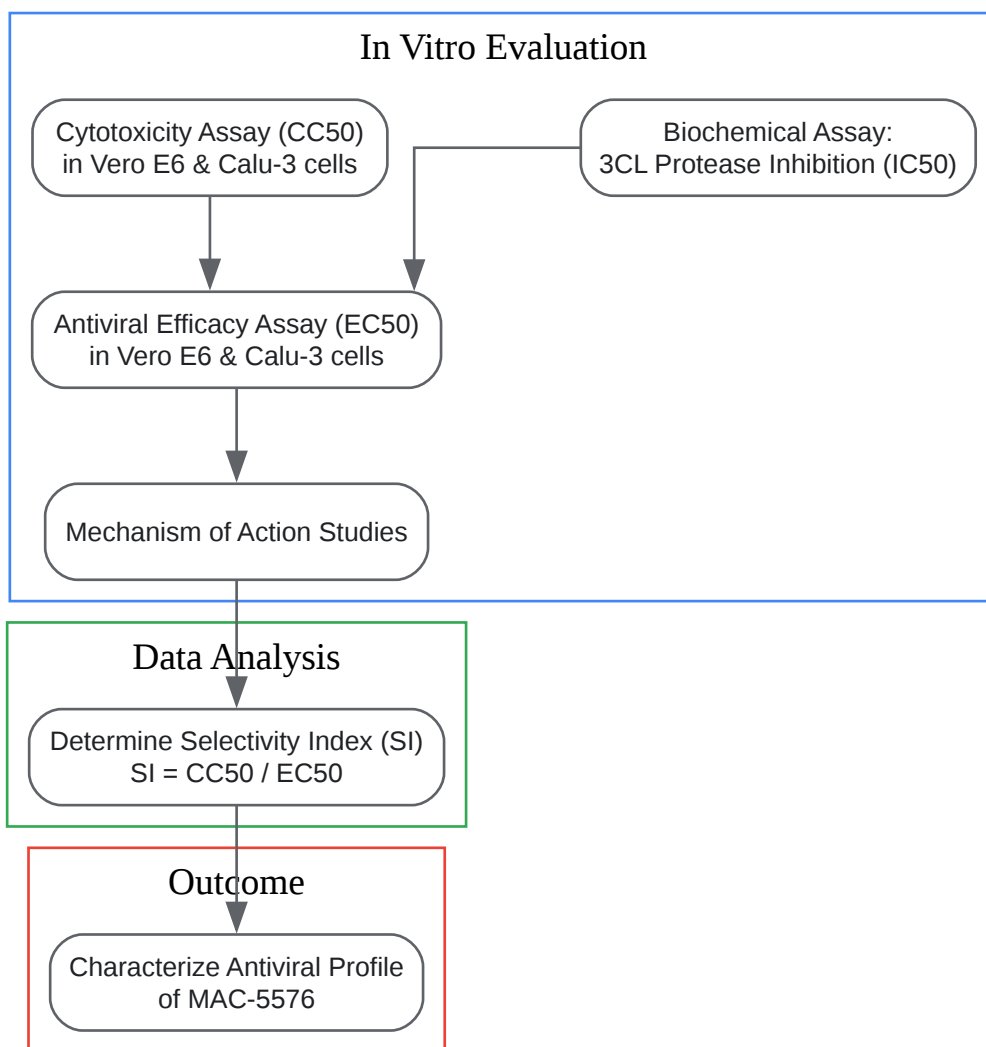 In Vitro Evaluation
Cytotoxicity Assay (CC50)
in Vero E6 & Calu-3 cells
Biochemical Assay:
3CL Protease Inhibition (IC50)
Antiviral Efficacy Assay (EC50)
in Vero E6 & Calu-3 cells
Mechanism of Action Studies
Data Analysis
Determine Selectivity Index (SI)
SI = CC50 / EC50
Outcome
Characterize Antiviral Profile
of MAC-5576